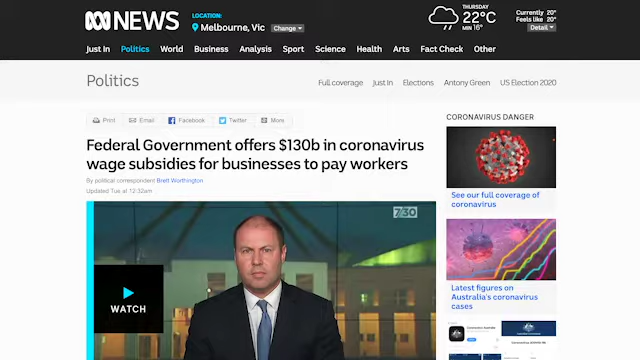 NEWS
LOCATION:
Melbourne, Vic
Change
THURSDAY
22°C
MIN 16°
Currently 20°
Feels like 20°
Detail
Just In Politics World Business Analysis Sport Science Health Arts Fact Check Other
Politics
Full coverage Just In Elections Antony Green US Election 2020
Print Email Facebook Twitter More
Federal Government offers $130b in coronavirus
wage subsidies for businesses to pay workers
By political correspondent Brett Worthington
Updated Tue at 12:32am
7.30
WATCH
CORONAVIRUS DANGER
See our full coverage of
coronavirus
Latest figures on
Australia's coronavirus
cases
Coronavirus Australia